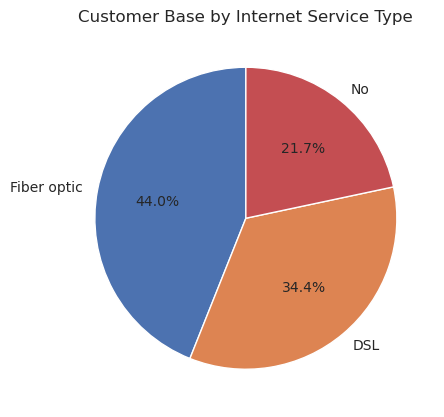 Customer Base by Internet Service Type
No
21.7%
Fiber optic
44.0%
34.4%
DSL